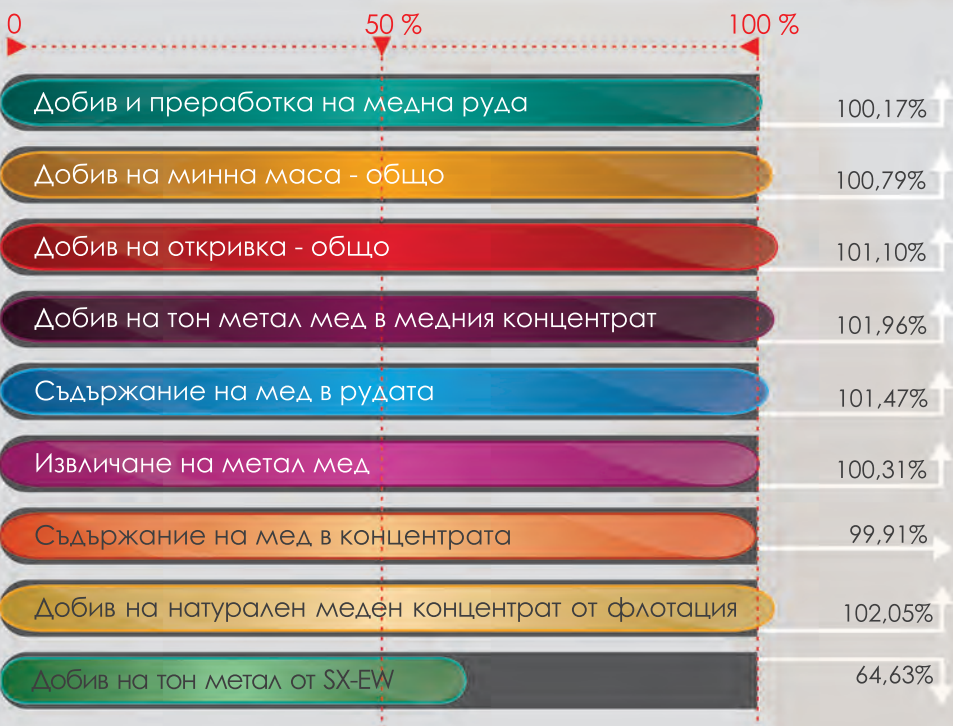 0 50 % 100 %
Добив и преработка на медна руда 100,17%
Добив на минна маса - общо 100,79%
Добив на откривка - общо 101,10%
Добив на тон метал мед в медния концентрат 101,96%
Съдържание на мед в рудата 101,47%
Извличане на метал мед 100,31%
Съдържание на мед в концентрата 99,91%
Добив на натурален меден концентрат от флотация 102,05%
Добив на тон метал от SX-EW 64,63%